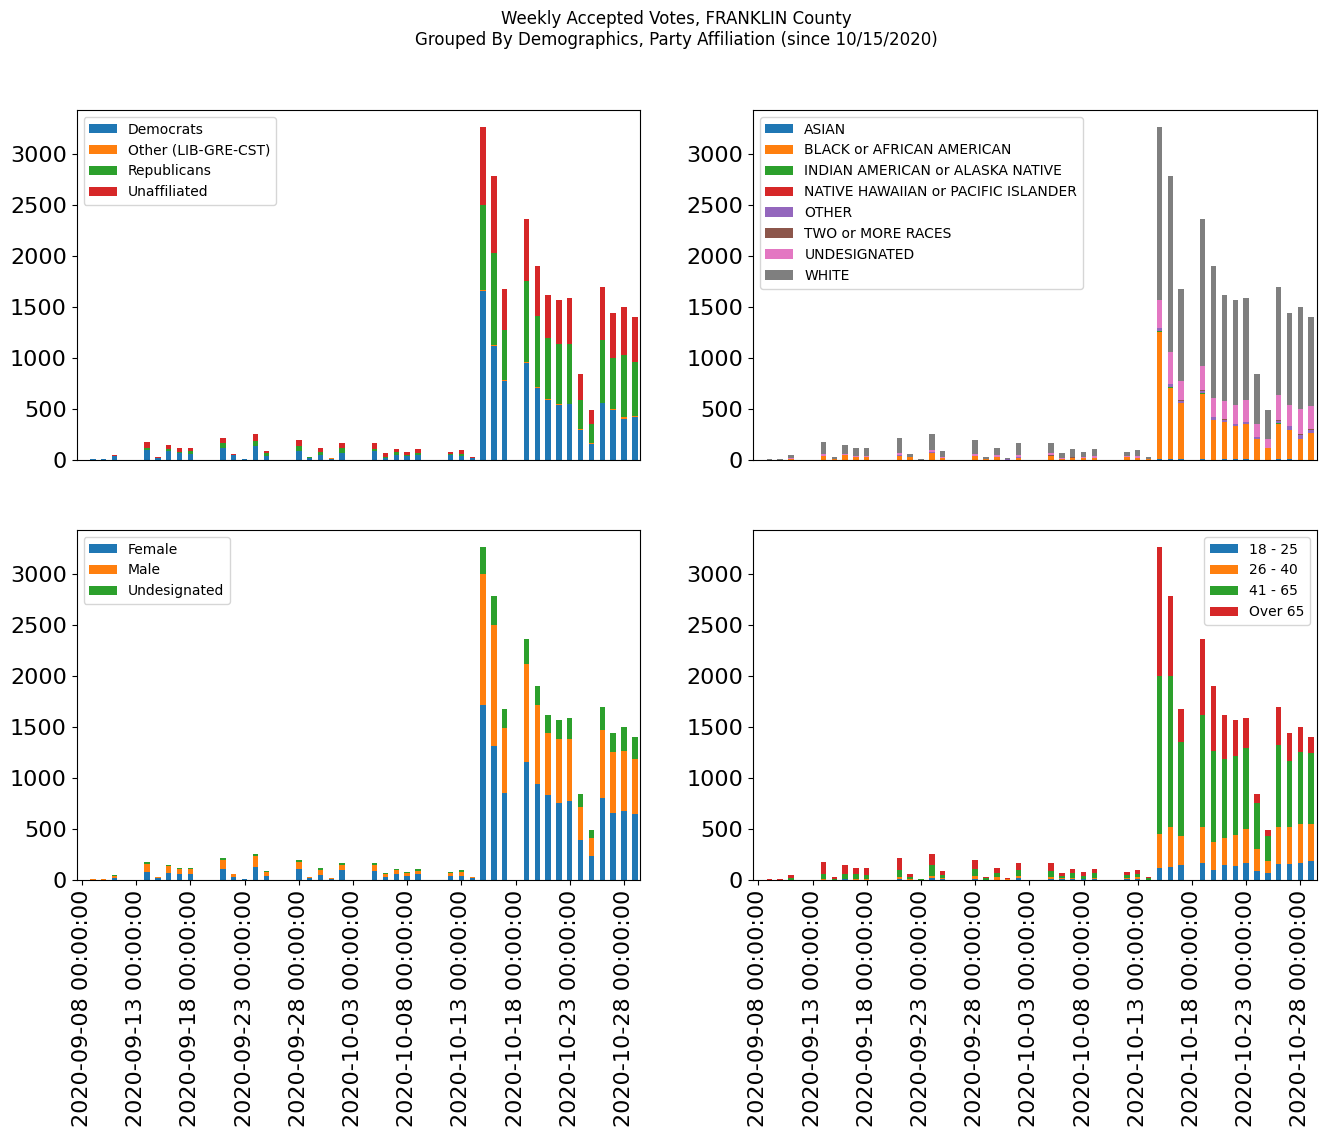 Weekly Accepted Votes, FRANKLIN County
Grouped By Demographics, Party Affiliation (since 10/15/2020)
Democrats
Other (LIB-GRE-CST)
Republicans
Unaffiliated
3000
2500
2000
1500
1000
500
0
ASIAN
BLACK or AFRICAN AMERICAN
INDIAN AMERICAN or ALASKA NATIVE
NATIVE HAWAIIAN or PACIFIC ISLANDER
OTHER
TWO or MORE RACES
UNDESIGNATED
WHITE
3000
2500
2000
1500
1000
500
0
Female
Male
Undesignated
3000
2500
2000
1500
1000
500
0
2020-09-08 00:00:00
2020-09-13 00:00:00
2020-09-18 00:00:00
2020-09-23 00:00:00
2020-09-28 00:00:00
2020-10-03 00:00:00
2020-10-08 00:00:00
2020-10-13 00:00:00
2020-10-18 00:00:00
2020-10-23 00:00:00
2020-10-28 00:00:00
18 - 25
26 - 40
41 - 65
Over 65
3000
2500
2000
1500
1000
500
0
2020-09-08 00:00:00
2020-09-13 00:00:00
2020-09-18 00:00:00
2020-09-23 00:00:00
2020-09-28 00:00:00
2020-10-03 00:00:00
2020-10-08 00:00:00
2020-10-13 00:00:00
2020-10-18 00:00:00
2020-10-23 00:00:00
2020-10-28 00:00:00